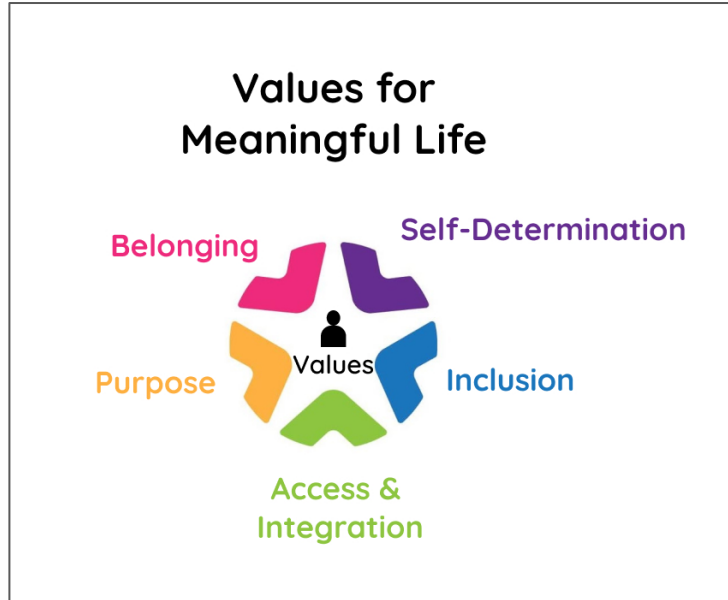 Values for
Meaningful Life
Belonging
Self-Determination
Values
Purpose
Inclusion
Access &
Integration